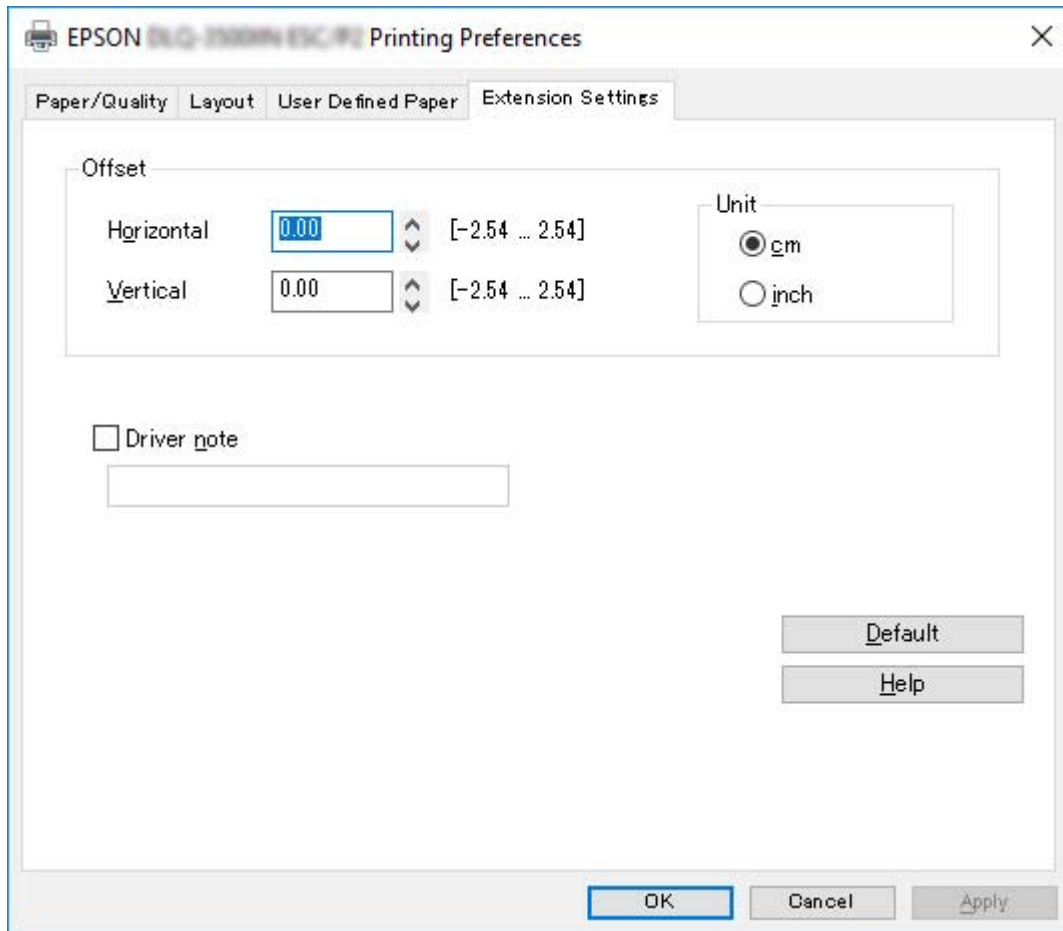 EPSON Printing Preferences
Paper/Quality Layout User Defined Paper Extension Settings
Offset
Horizontal 0.00 [-2.54 ... 2.54]
Vertical 0.00 [-2.54 ... 2.54]
Unit
cm
inch
Driver note
Default
Help
OK Cancel Apply